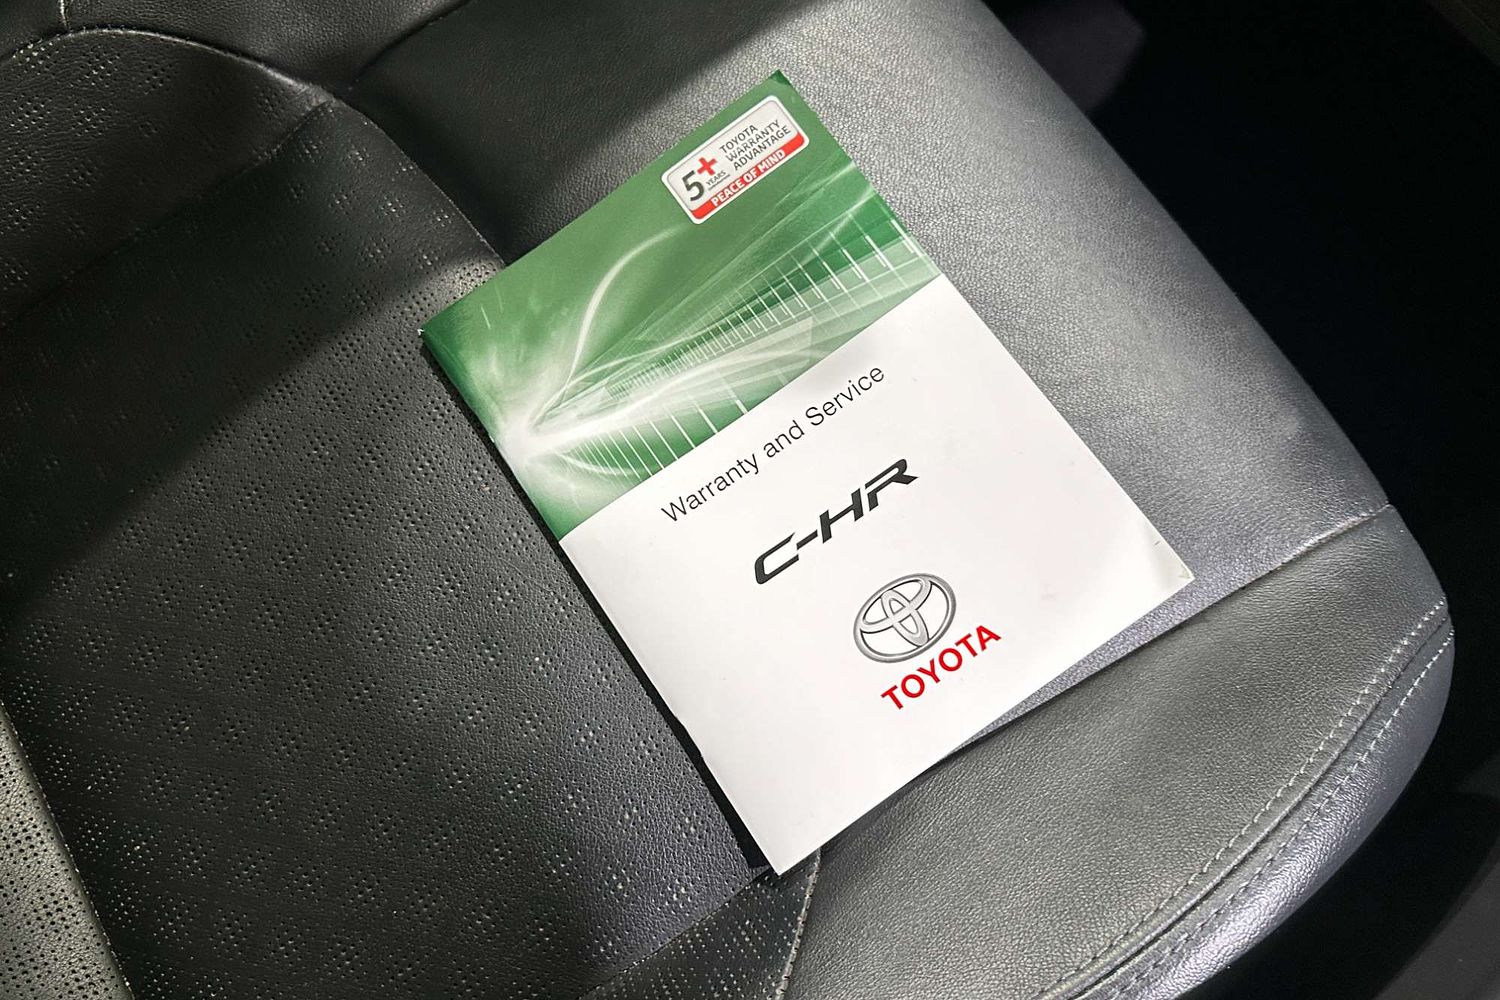 5+
YEARS
TOYOTA
WARRANTY
ADVANTAGE
PEACE OF MIND
Warranty and Service
C-HR
TOYOTA